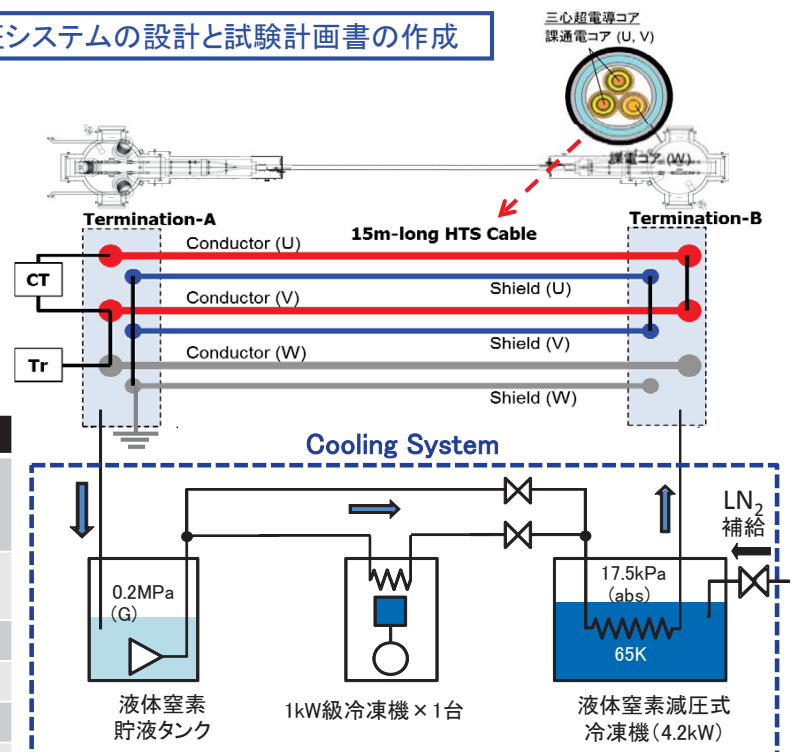 システムの設計と試験計画書の作成
三心超電導コア
課通電コア (U, V)
課電コア (W)
Termination-A
Termination-B
15m-long HTS Cable
Conductor (U)
CT
Shield (U)
Conductor (V)
Shield (V)
Tr
Conductor (W)
Shield (W)
Cooling System
LN2
補給
0.2MPa
(G)
17.5kPa
(abs)
65K
液体窒素
貯液タンク
1kW級冷凍機×1台
液体窒素減圧式
冷凍機(4.2kW)